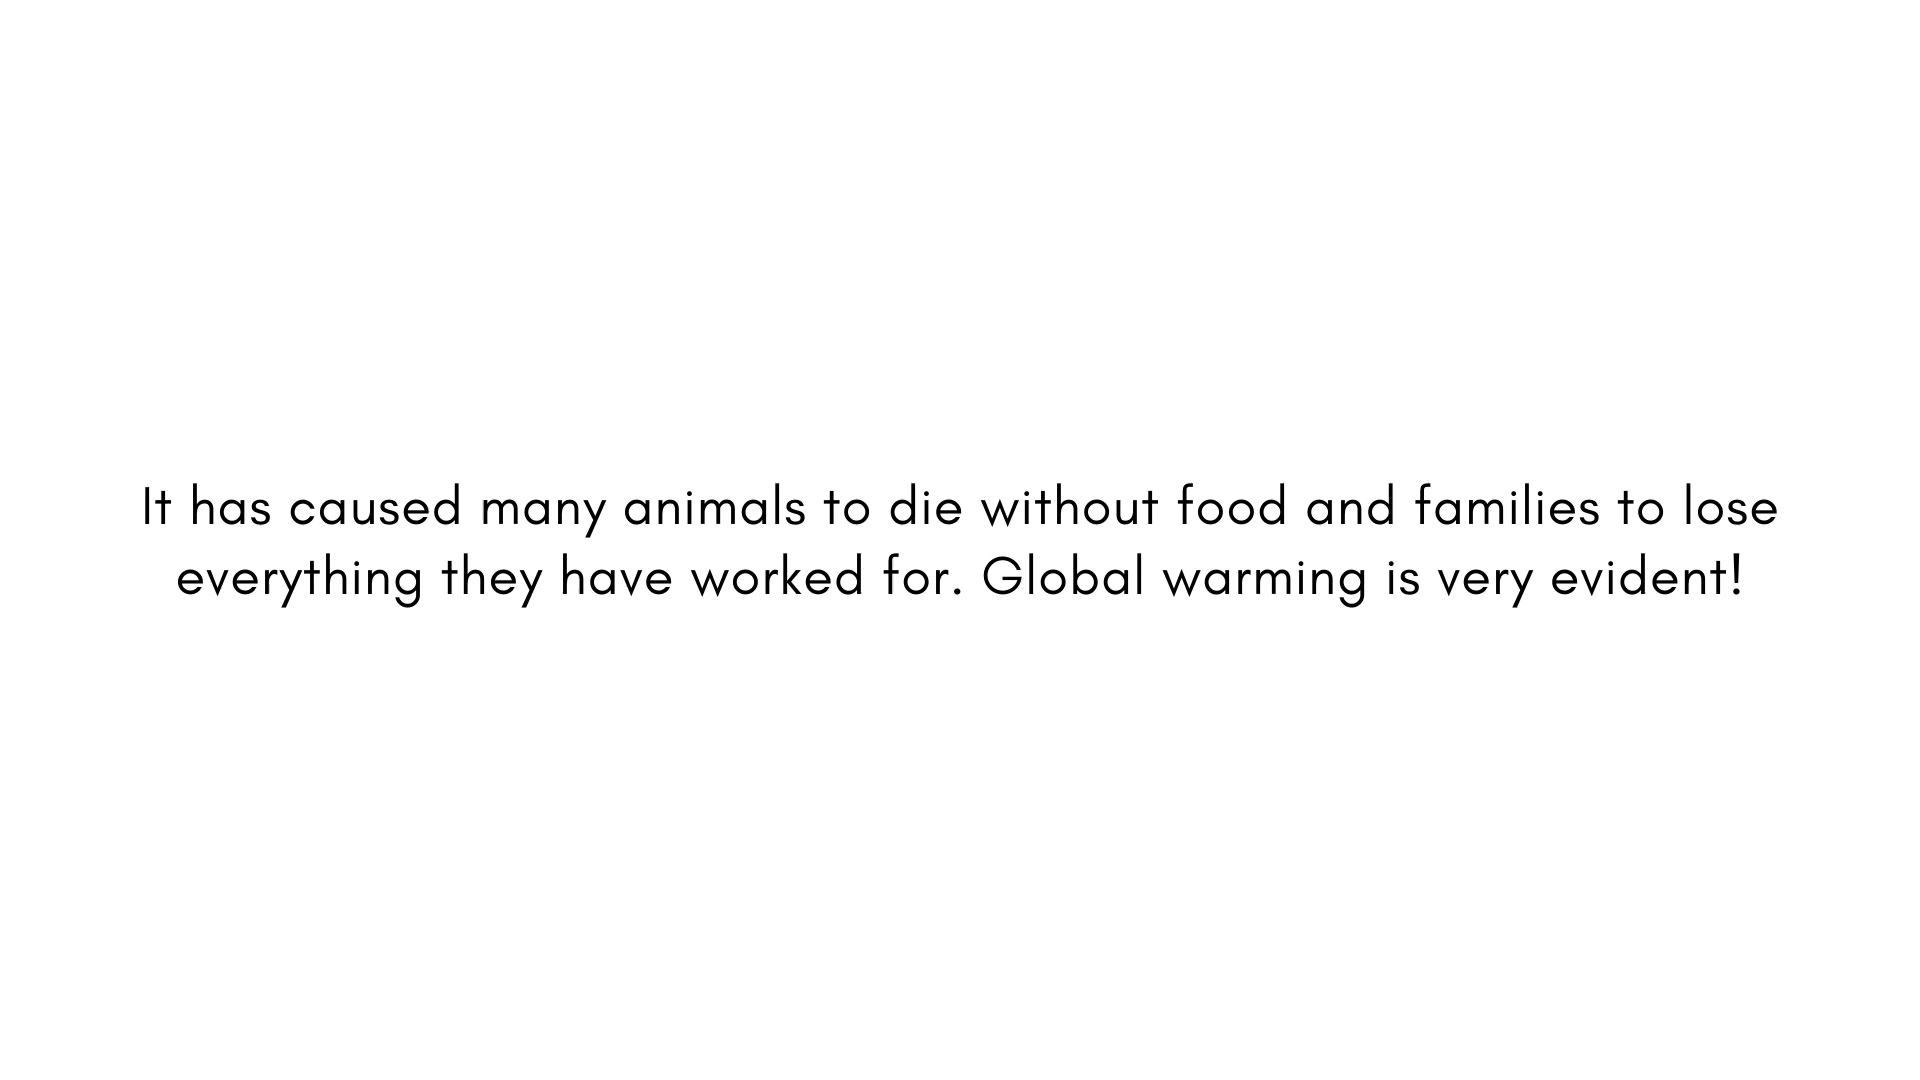 It has caused many animals to die without food and families to lose
everything they have worked for. Global warming is very evident!